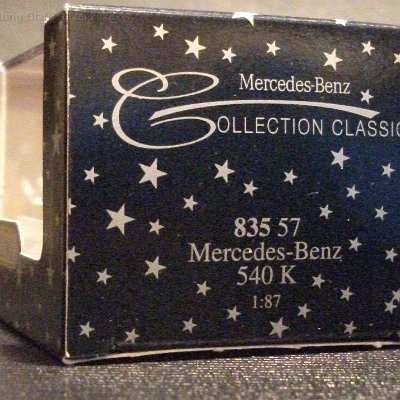 Mercedes-Benz
COLLECTION CLASSIC
835 57
Mercedes-Benz
540 K
1:87